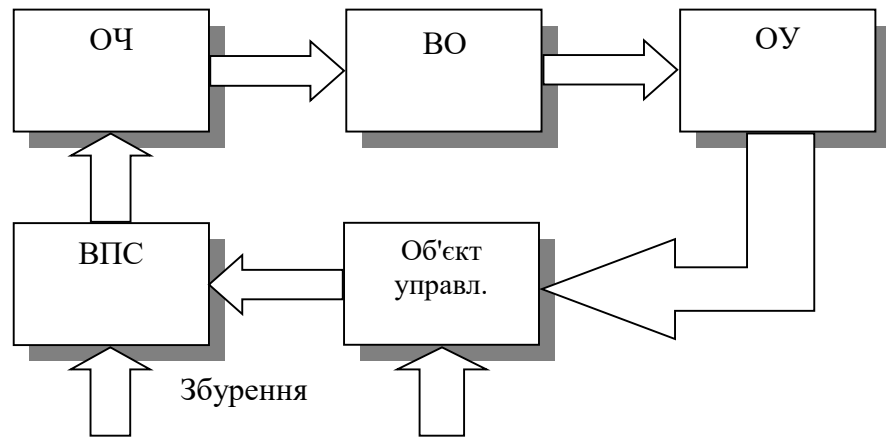 ОЧ
ВО
ОУ
ВПС
Об'єкт
управл.
Збурення